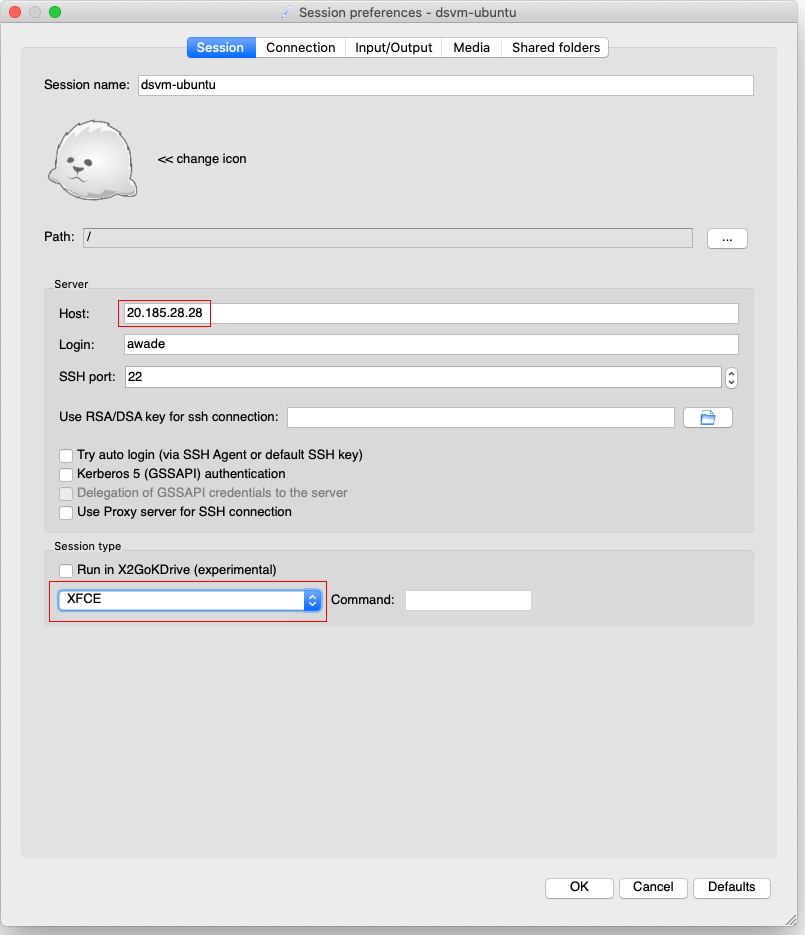 Session preferences - dsvm-ubuntu
Session Connection Input/Output Media Shared folders
Session name: dsvm-ubuntu
<< change icon
Path: / ...
Server
Host: 20.185.28.28
Login: awade
SSH port: 22
Use RSA/DSA key for ssh connection:
Try auto login (via SSH Agent or default SSH key)
Kerberos 5 (GSSAPI) authentication
Delegation of GSSAPI credentials to the server
Use Proxy server for SSH connection
Session type
Run in X2GoKDrive (experimental)
XFCE Command:
OK Cancel Defaults